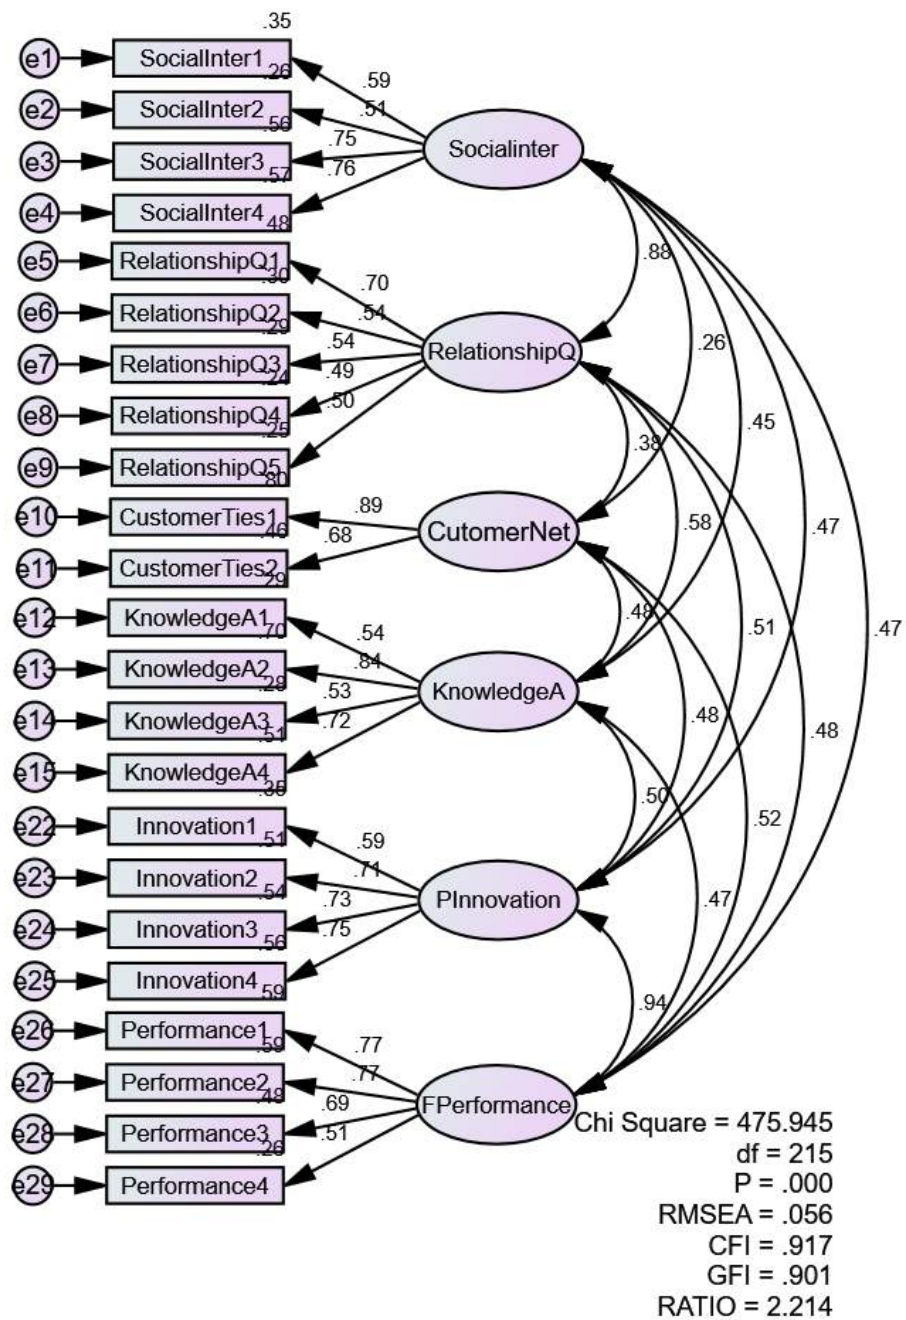 .35
e1 SocialInter1
.26
.59
e2 SocialInter2
.51
.56
.75
Socialinter
e3 SocialInter3
.57
.76
e4 SocialInter4
.48
e5 RelationshipQ1
.30
.88
.70
e6 RelationshipQ2
.54
.29
.54
RelationshipQ
.26
e7 RelationshipQ3
.24
.49
e8 RelationshipQ4
.50
.25
.45
.38
e9 RelationshipQ5
.80
e10 CustomerTies1
.89
.46
.68
CutomerNet
.58
.47
e11 CustomerTies2
.29
e12 KnowledgeA1
.70
.54
.48
.51
.47
e13 KnowledgeA2
.84
.28
.53
KnowledgeA
e14 KnowledgeA3
.51
.72
.48
.48
e15 KnowledgeA4
.35
.50
e22 Innovation1
.51
.59
.52
e23 Innovation2
.71
.54
.73
PInnovation
.47
e24 Innovation3
.56
.75
e25 Innovation4
.59
.94
e26 Performance1
.59
.77
e27 Performance2
.77
.48
.69
FPerformance
e28 Performance3
.26
.51
e29 Performance4
Chi Square = 475.945
df = 215
P = .000
RMSEA = .056
CFI = .917
GFI = .901
RATIO = 2.214